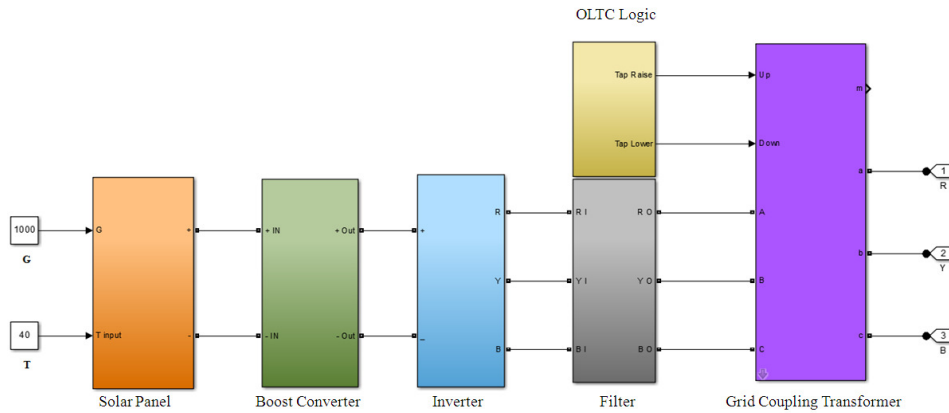 OLTC Logic
Tap Raise
Tap Lower
Up
Down
m
a
b
c
A
B
C
1
R
2
Y
3
B
1000
G
40
T
G
T input
+
-
+ IN
- IN
+ Out
- Out
+
_
R
Y
B
R I
Y I
B I
R O
Y O
B O
Solar Panel
Boost Converter
Inverter
Filter
Grid Coupling Transformer